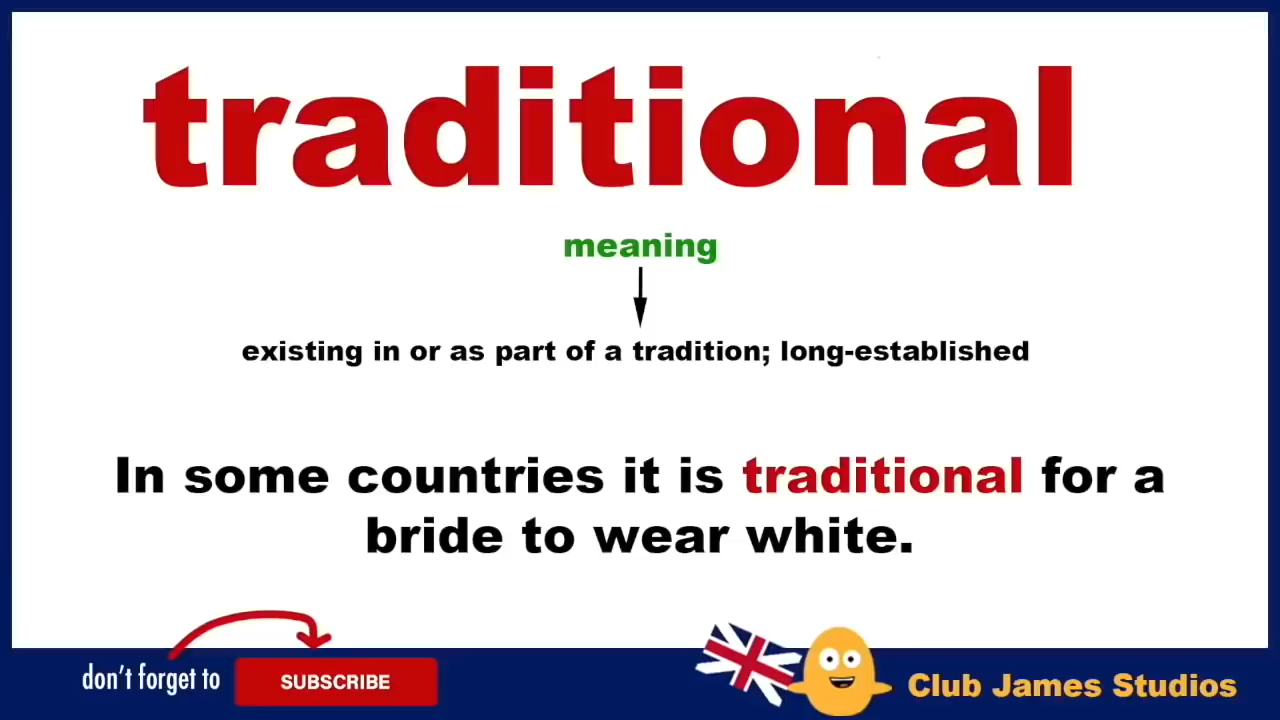 traditional
meaning
existing in or as part of a tradition; long-established
In some countries it is traditional for a
bride to wear white.
don't forget to SUBSCRIBE
Club James Studios